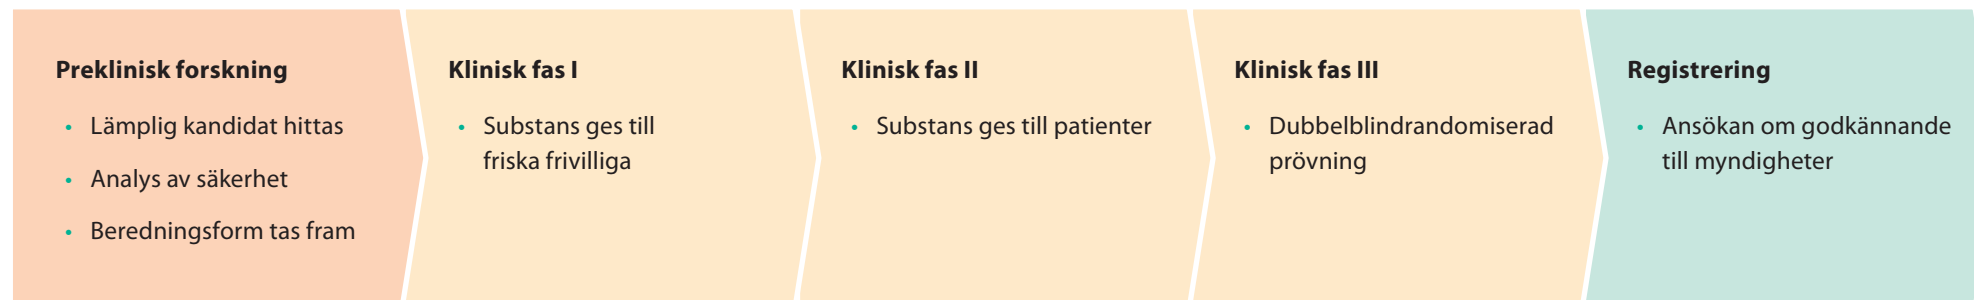 Preklinisk forskning
• Lämplig kandidat hittas
• Analys av säkerhet
• Beredningsform tas fram
Klinisk fas I
• Substans ges till
friska frivilliga
Klinisk fas II
• Substans ges till patienter
Klinisk fas III
• Dubbelblindrandomiserad
prövning
Registrering
• Ansökan om godkännande
till myndigheter